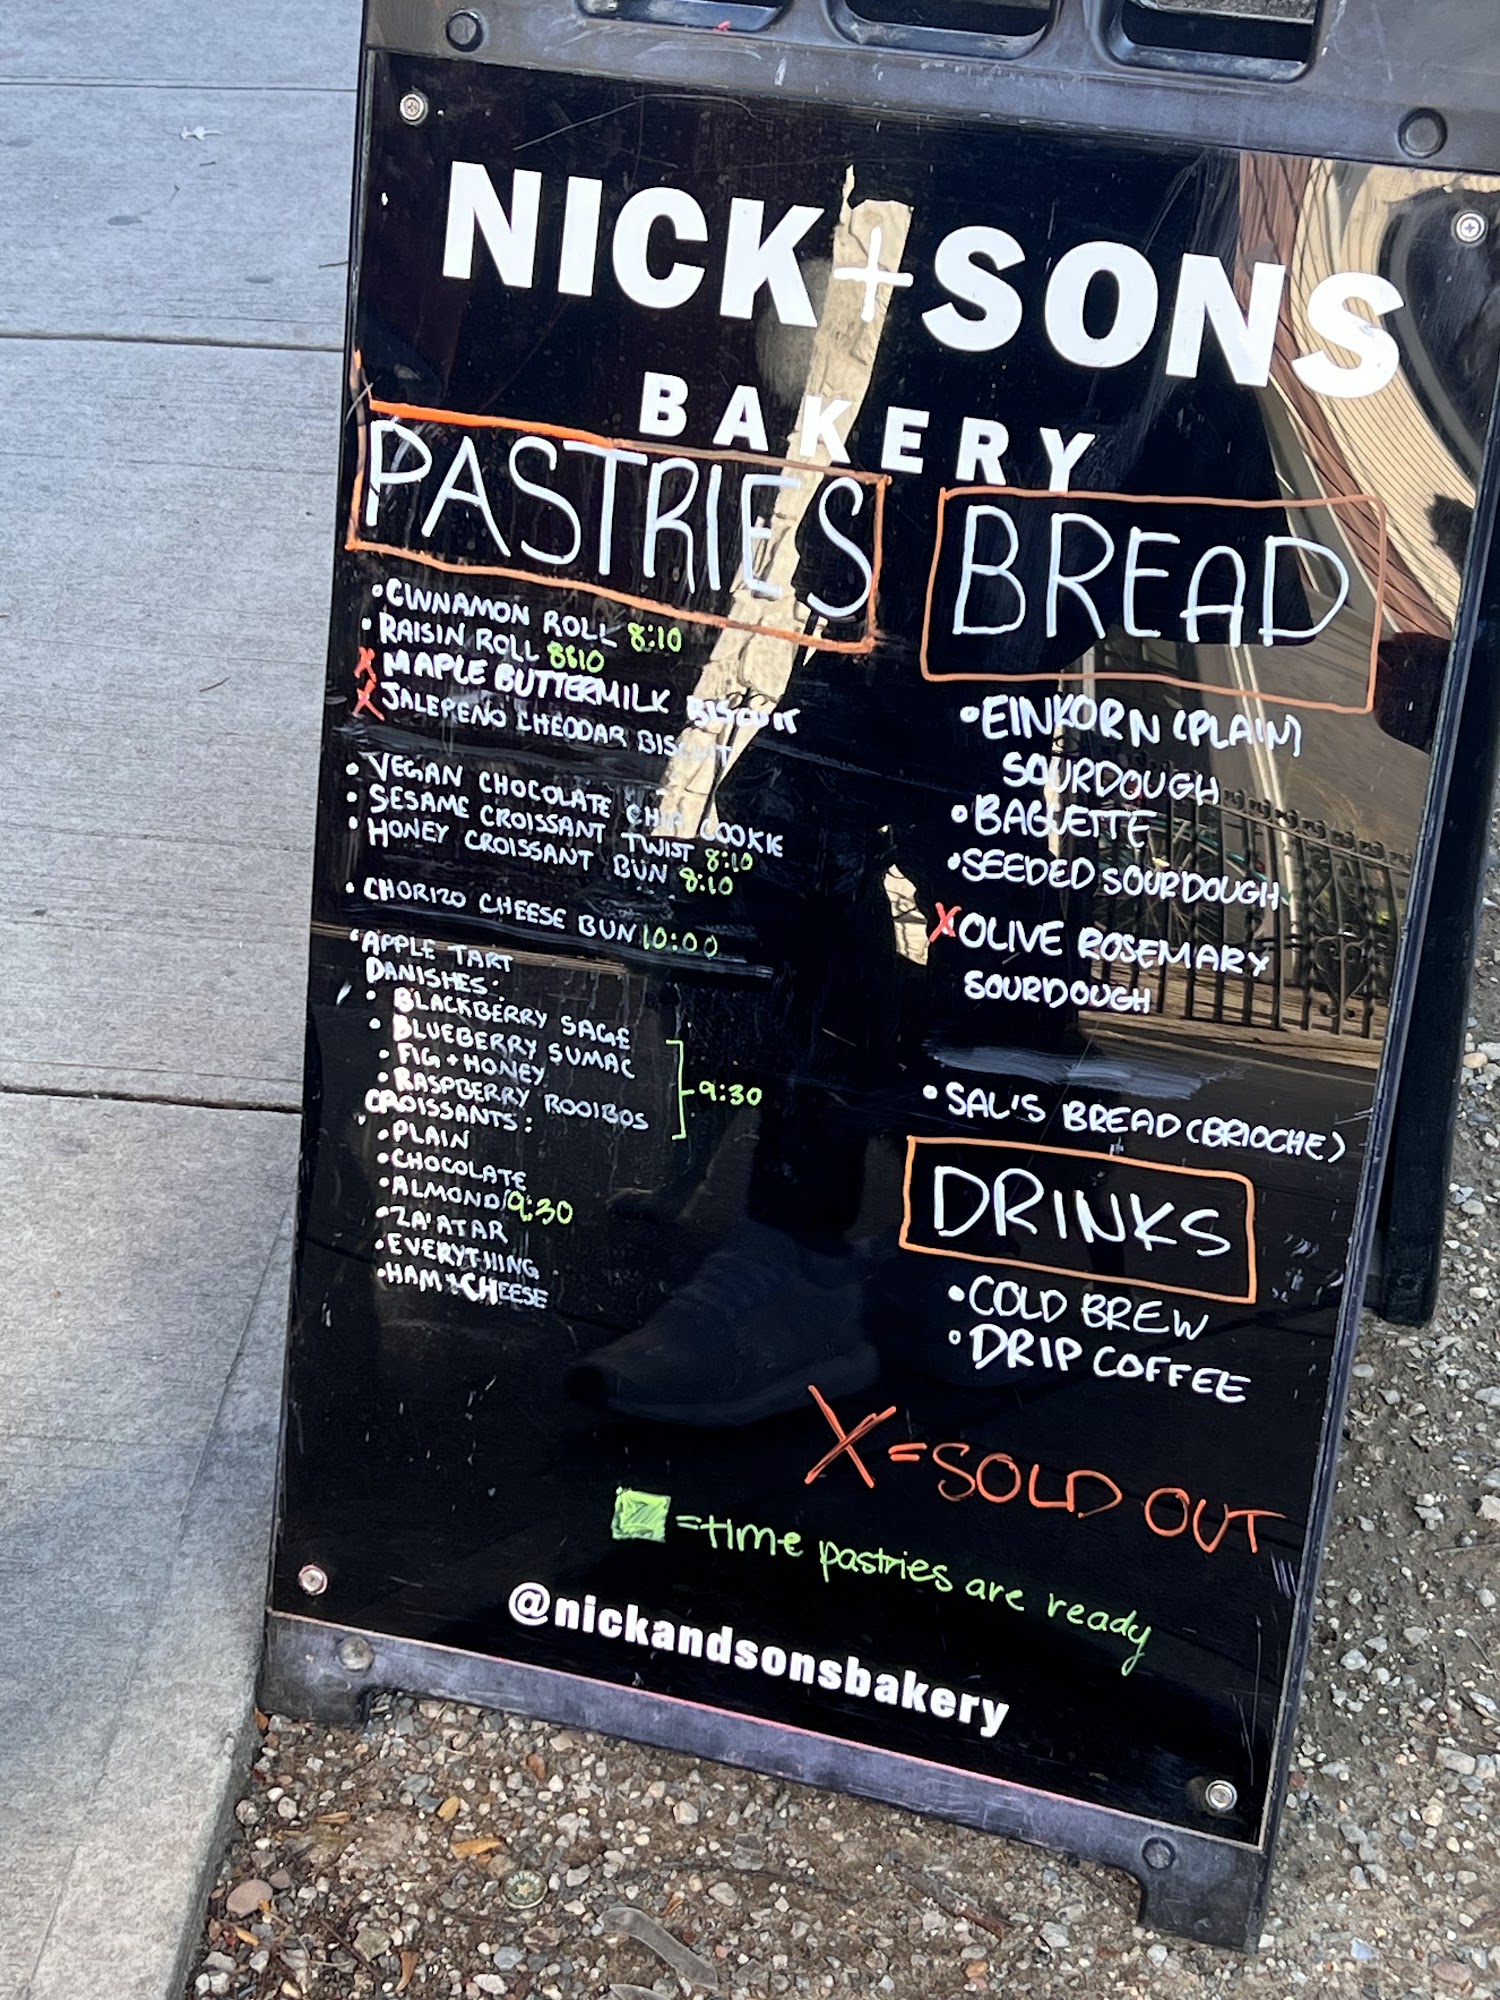 NICK+SONS
BAKERY
PASTRIES
•CINNAMON ROLL 8:10
•RAISIN ROLL 8:10
X MAPLE BUTTERMILK BISCUIT
X JALEPENO CHEDDAR BISCUIT
• VEGAN CHOCOLATE CHIP COOKIE
• SESAME CROISSANT TWIST 8:10
• HONEY CROISSANT BUN 8:10
• CHORIZO CHEESE BUN 10:00
•APPLE TART
DANISHES:
• BLACKBERRY SAGE
• BLUEBERRY SUMAC
• FIG + HONEY
• RASPBERRY ROOIBOS
9:30
CROISSANTS:
•PLAIN
•CHOCOLATE
•ALMOND 9:30
•ZA'ATAR
•EVERYTHING
•HAM + CHEESE
BREAD
•EINKORN (PLAIN)
SOURDOUGH
•BAGUETTE
•SEEDED SOURDOUGH
X OLIVE ROSEMARY
SOURDOUGH
• SAL'S BREAD (BRIOCHE)
DRINKS
•COLD BREW
•DRIP COFFEE
X = SOLD OUT
= time pastries are ready
@nickandsonsbakery